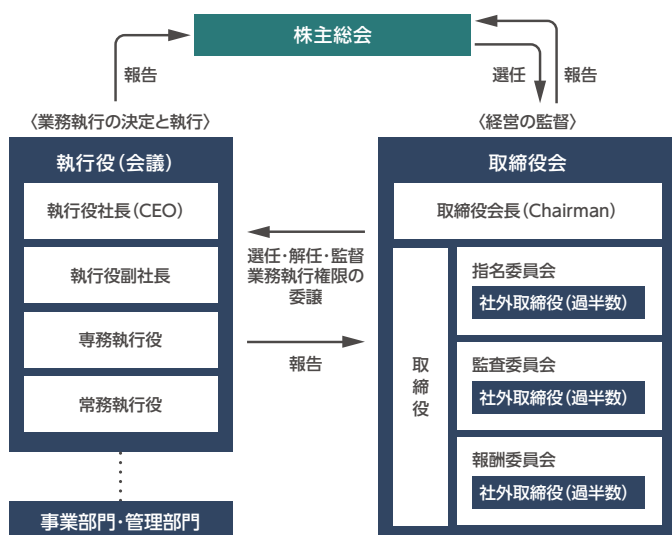 株主総会
報告
選任
報告
〈業務執行の決定と執行〉
〈経営の監督〉
執行役(会議)
執行役社長(CEO)
執行役副社長
専務執行役
常務執行役
事業部門・管理部門
選任・解任・監督
業務執行権限の
委譲
報告
取締役会
取締役会長(Chairman)
取締役
指名委員会
社外取締役(過半数)
監査委員会
社外取締役(過半数)
報酬委員会
社外取締役(過半数)